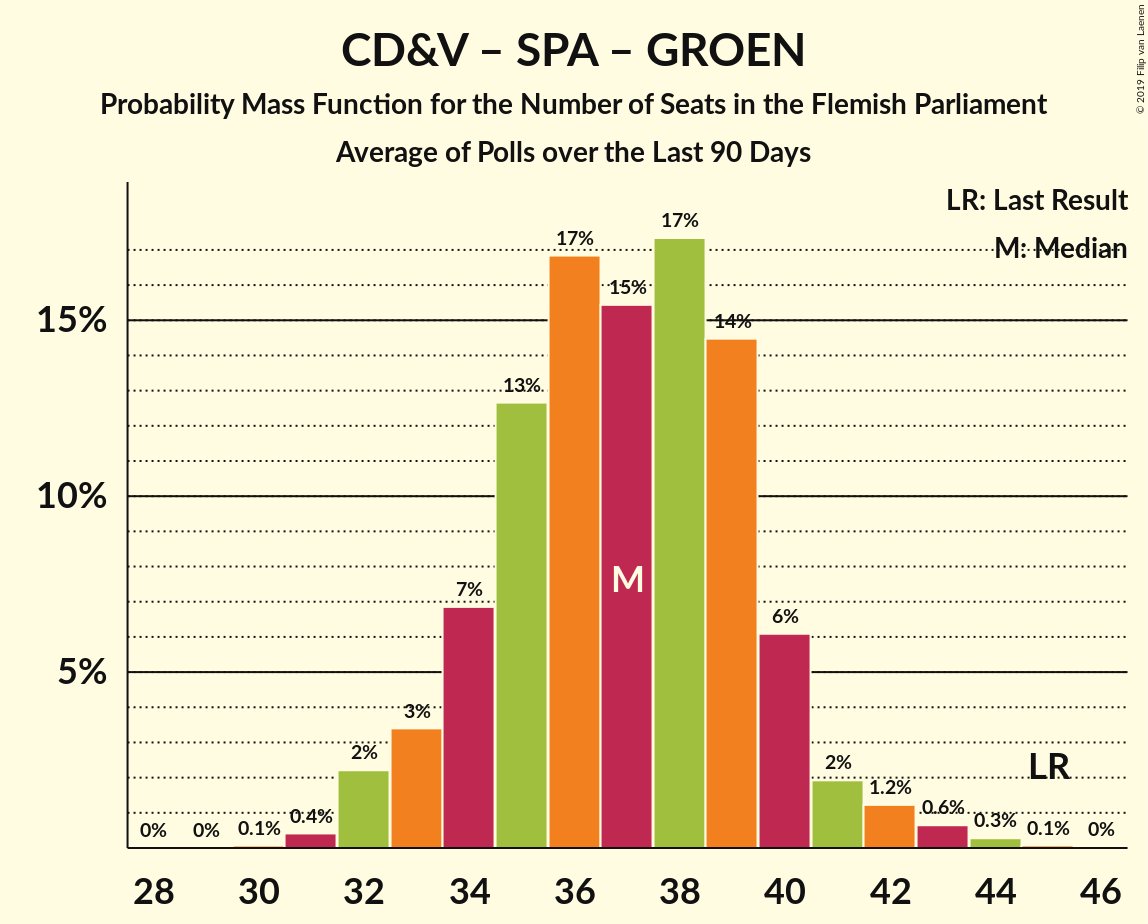 CD&V – SPA – GROEN
Probability Mass Function for the Number of Seats in the Flemish Parliament
Average of Polls over the Last 90 Days
© 2019 Filip van Laenen
LR: Last Result
M: Median
15%
10%
5%
0%
0%
0.1%
0.4%
2%
3%
7%
13%
17%
15%
17%
14%
6%
2%
1.2%
0.6%
0.3%
0.1%
0%
M
LR
28 30 32 34 36 38 40 42 44 46